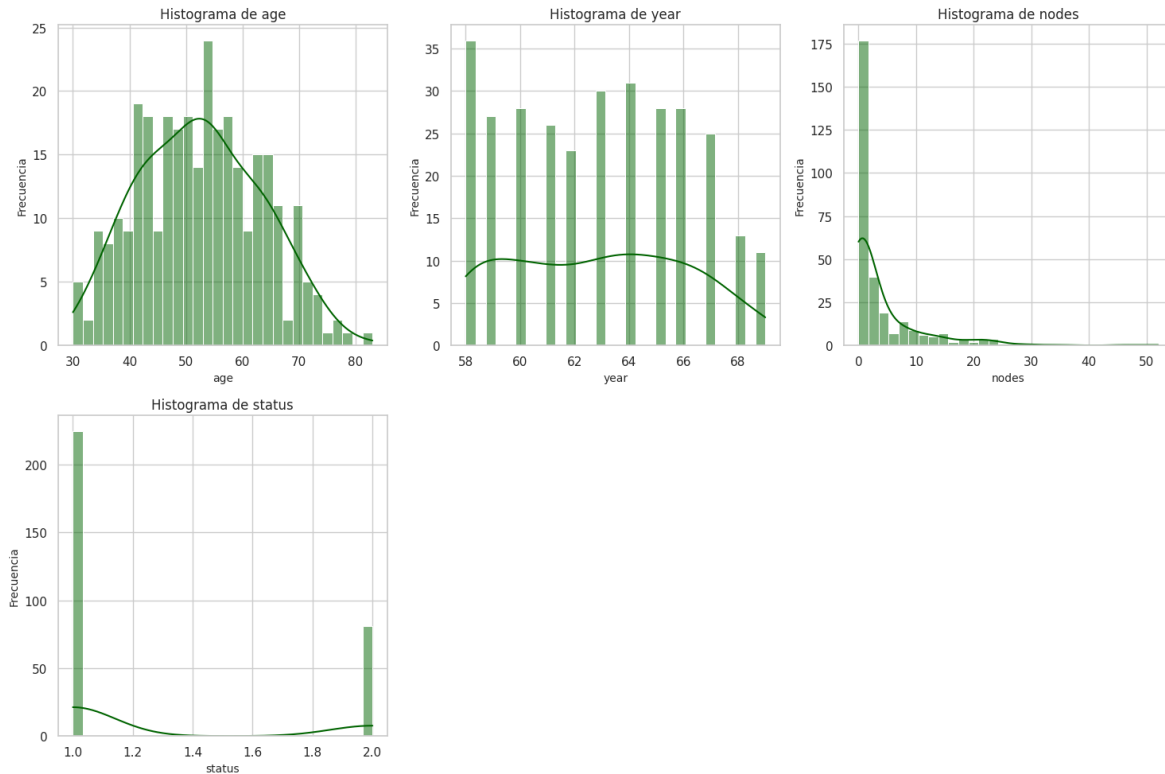 Histograma de age
25
20
15
10
5
0
Frecuencia
30 40 50 60 70 80
age
Histograma de year
35
30
25
20
15
10
5
0
Frecuencia
58 60 62 64 66 68
year
Histograma de nodes
175
150
125
100
75
50
25
0
Frecuencia
0 10 20 30 40 50
nodes
Histograma de status
200
150
100
50
0
Frecuencia
1.0 1.2 1.4 1.6 1.8 2.0
status